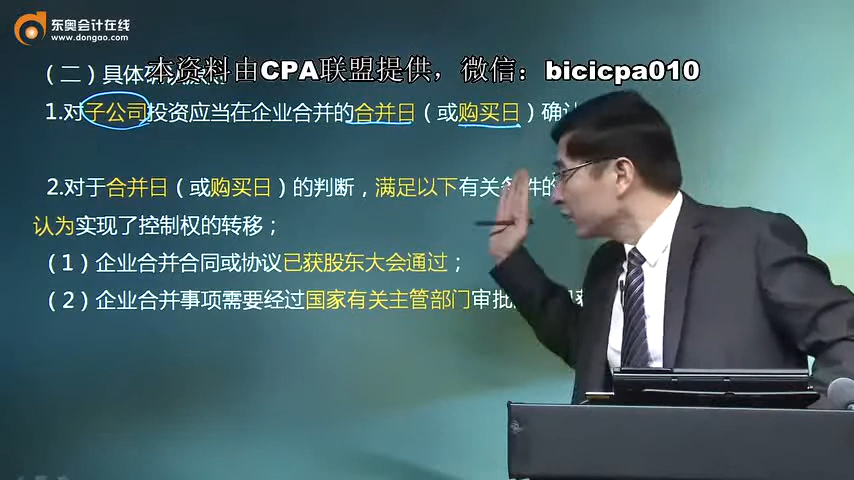 东奥会计在线
www.dongao.com
本资料由CPA联盟提供，微信：bicicpa010
（二）具体确认
1.对子公司投资应当在企业合并的合并日（或购买日）确认
2.对于合并日（或购买日）的判断，满足以下有关条件的
认为实现了控制权的转移；
（1）企业合并合同或协议已获股东大会通过；
（2）企业合并事项需要经过国家有关主管部门审批